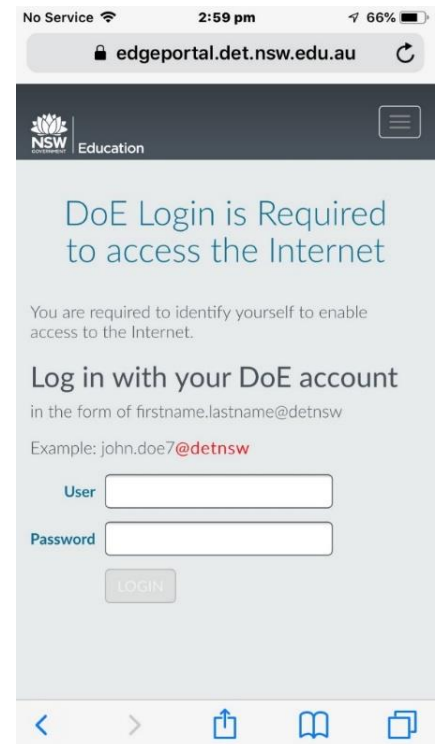 No Service 2:59 pm 66%
edgeportal.det.nsw.edu.au
NSW
GOVERNMENT
Education
DoE Login is Required
to access the Internet
You are required to identify yourself to enable
access to the Internet.
Log in with your DoE account
in the form of firstname.lastname@detnsw
Example: john.doe7@detnsw
User
Password
LOGIN